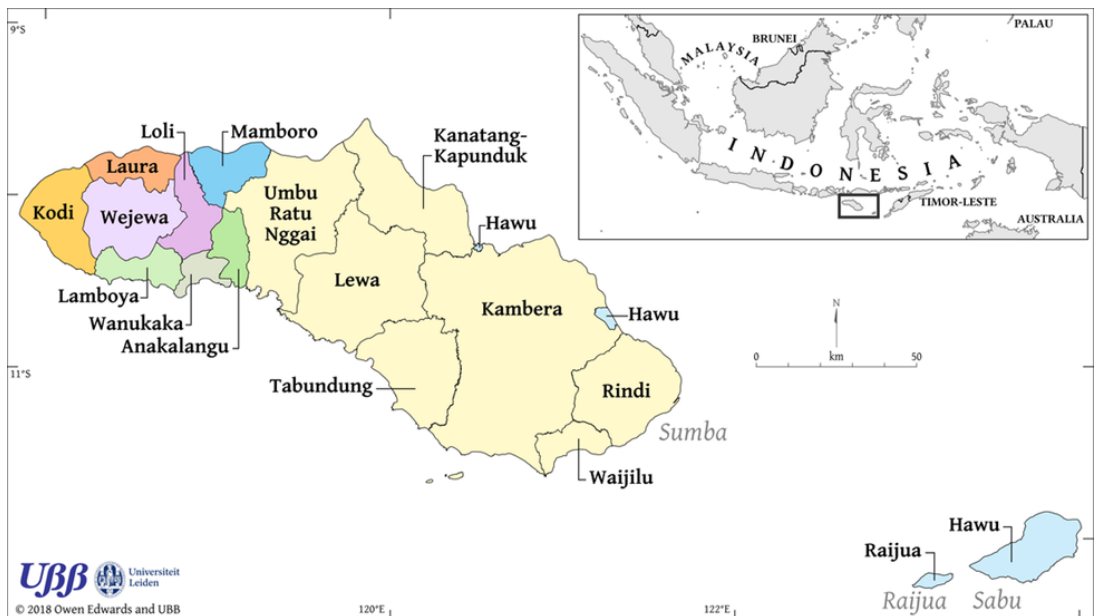 9°S
11°S
120°E
122°E
Loli
Mamboro
Kanatang-
Kapunduk
Laura
Umbu
Ratu
Nggai
Kodi
Wejewa
Hawu
Lewa
Lamboya
Kambera
Hawu
Wanukaka
Anakalangu
Tabundung
Rindi
Sumba
Waijilu
Hawu
Raijua
Raijua
Sabu
PALAU
BRUNEI
MALAYSIA
INDONESIA
TIMOR-LESTE
AUSTRALIA
N
0
km
50
UBB
Universiteit
Leiden
© 2018 Owen Edwards and UBB